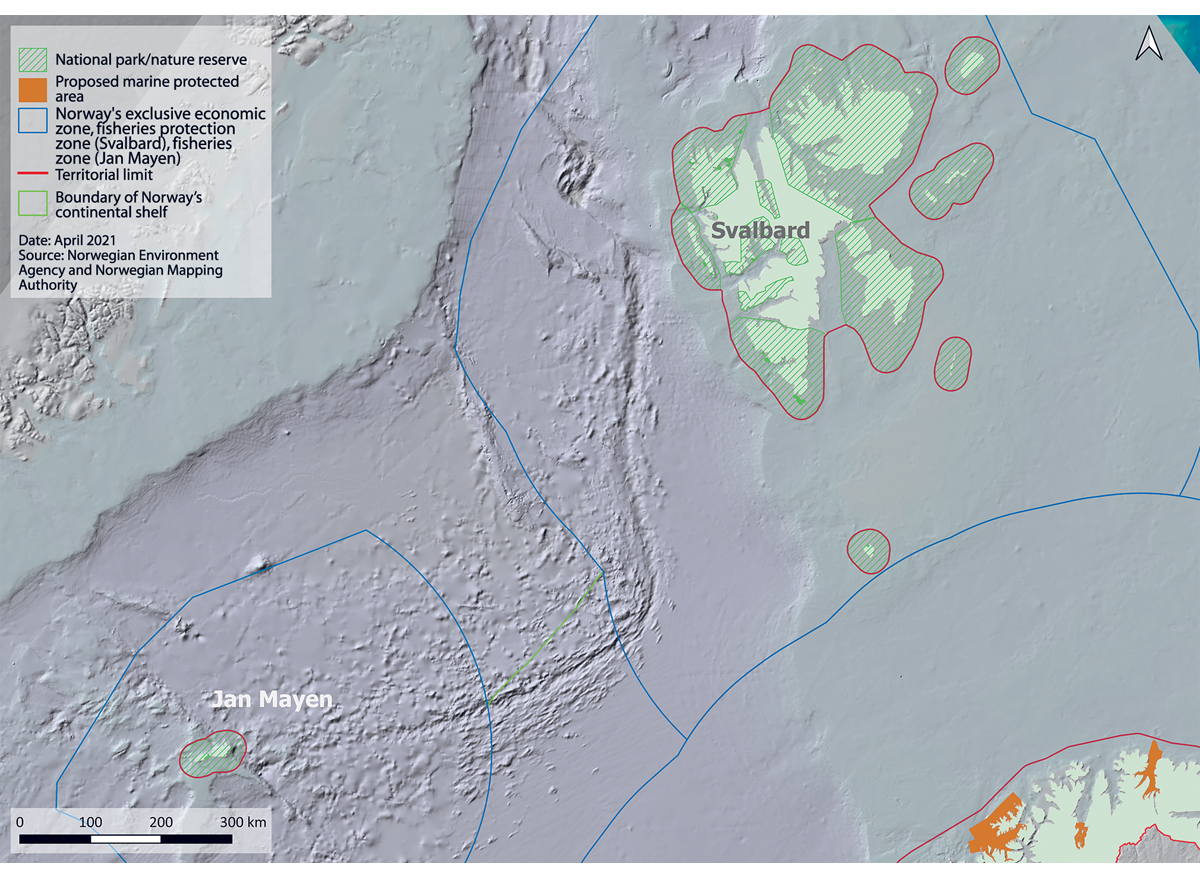 National park/nature reserve
Proposed marine protected
area
Norway's exclusive economic
zone, fisheries protection
zone (Svalbard), fisheries
zone (Jan Mayen)
Territorial limit
Boundary of Norway's
continental shelf
Date: April 2021
Source: Norwegian Environment
Agency and Norwegian Mapping
Authority
Svalbard
Jan Mayen
0 100 200 300 km